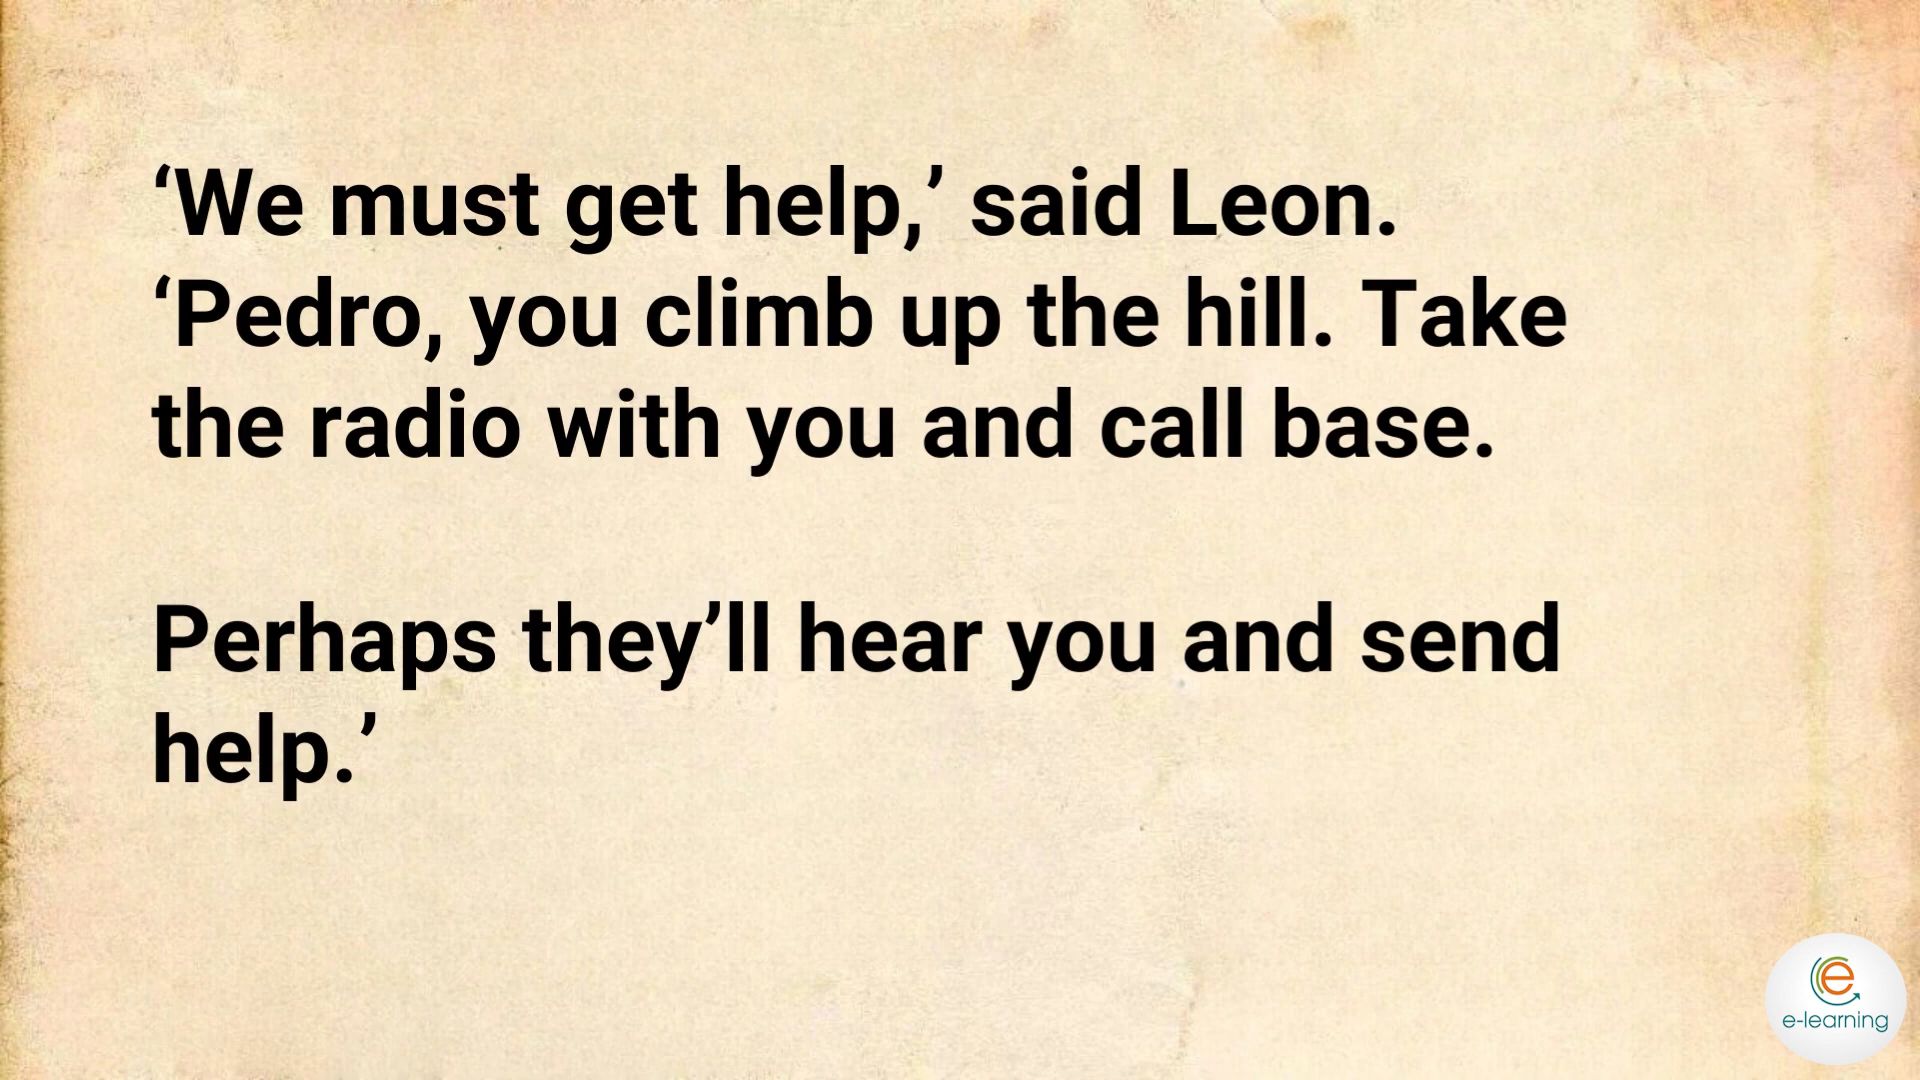 ‘We must get help,’ said Leon.
‘Pedro, you climb up the hill. Take
the radio with you and call base.
Perhaps they’ll hear you and send
help.’
e
e-learning